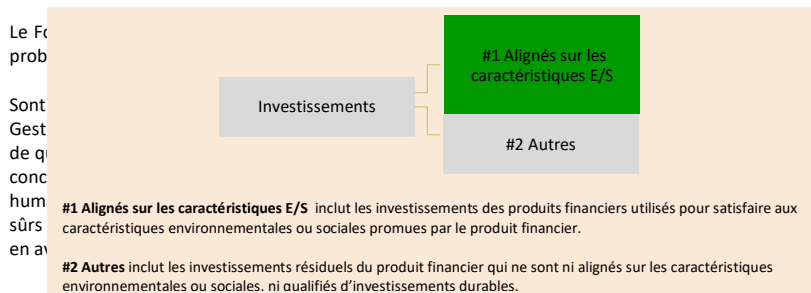 Le Fo
prob
Sont
Gest
de qu
conc
huma
sûrs
en av
#1 Alignés sur les
caractéristiques E/S
Investissements
#2 Autres
#1 Alignés sur les caractéristiques E/S inclut les investissements des produits financiers utilisés pour satisfaire aux
caractéristiques environnementales ou sociales promues par le produit financier.
#2 Autres inclut les investissements résiduels du produit financier qui ne sont ni alignés sur les caractéristiques
environnementales ou sociales, ni qualifiés d'investissements durables.